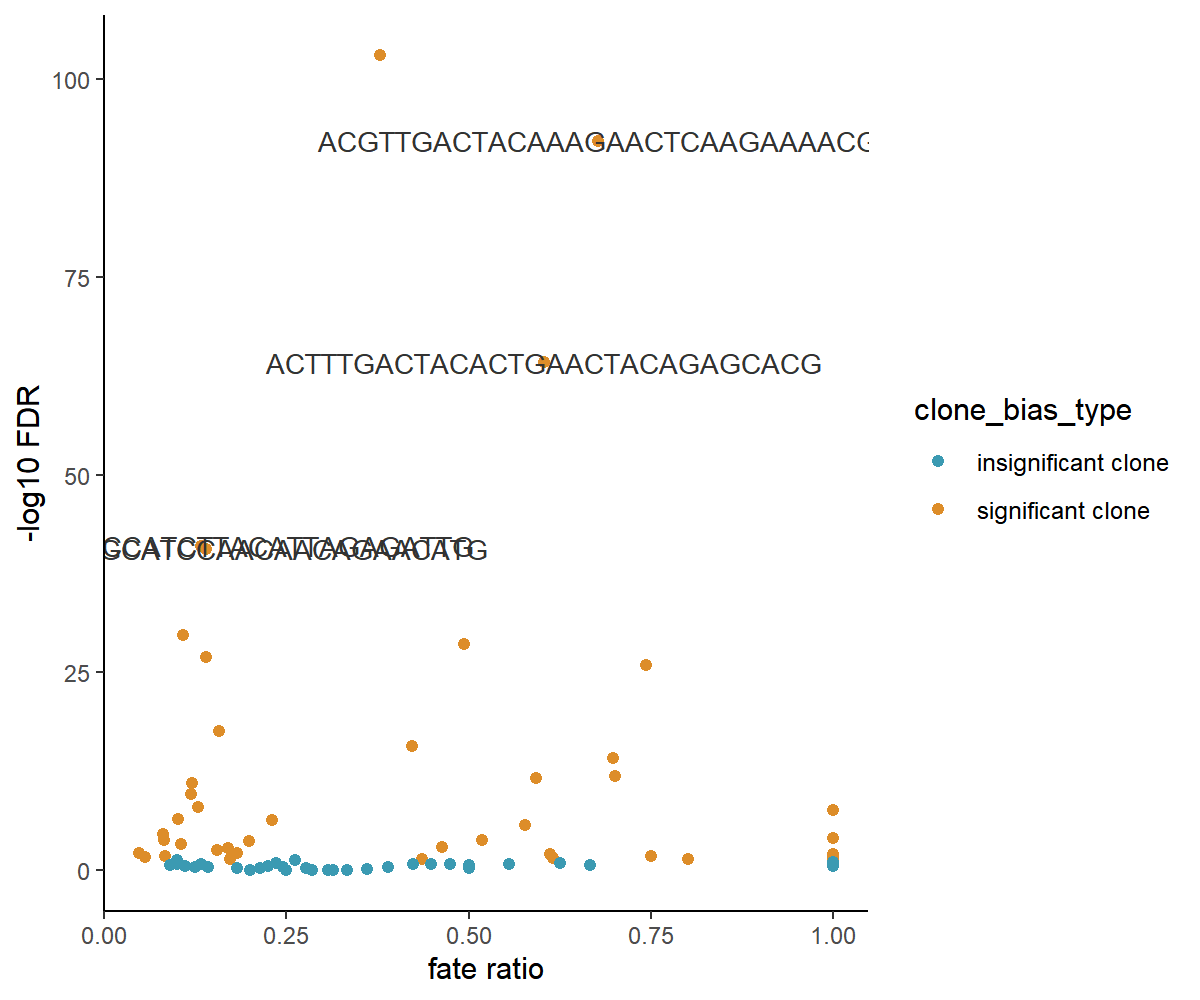 100
ACGTTGACTACAAAGAACTCAAGAAAACG
75
ACTTTGACTACACTGAACTACAGAGCACG
-log10 FDR
clone_bias_type
insignificant clone
significant clone
50
25
0
0.00 0.25 0.50 0.75 1.00
fate ratio